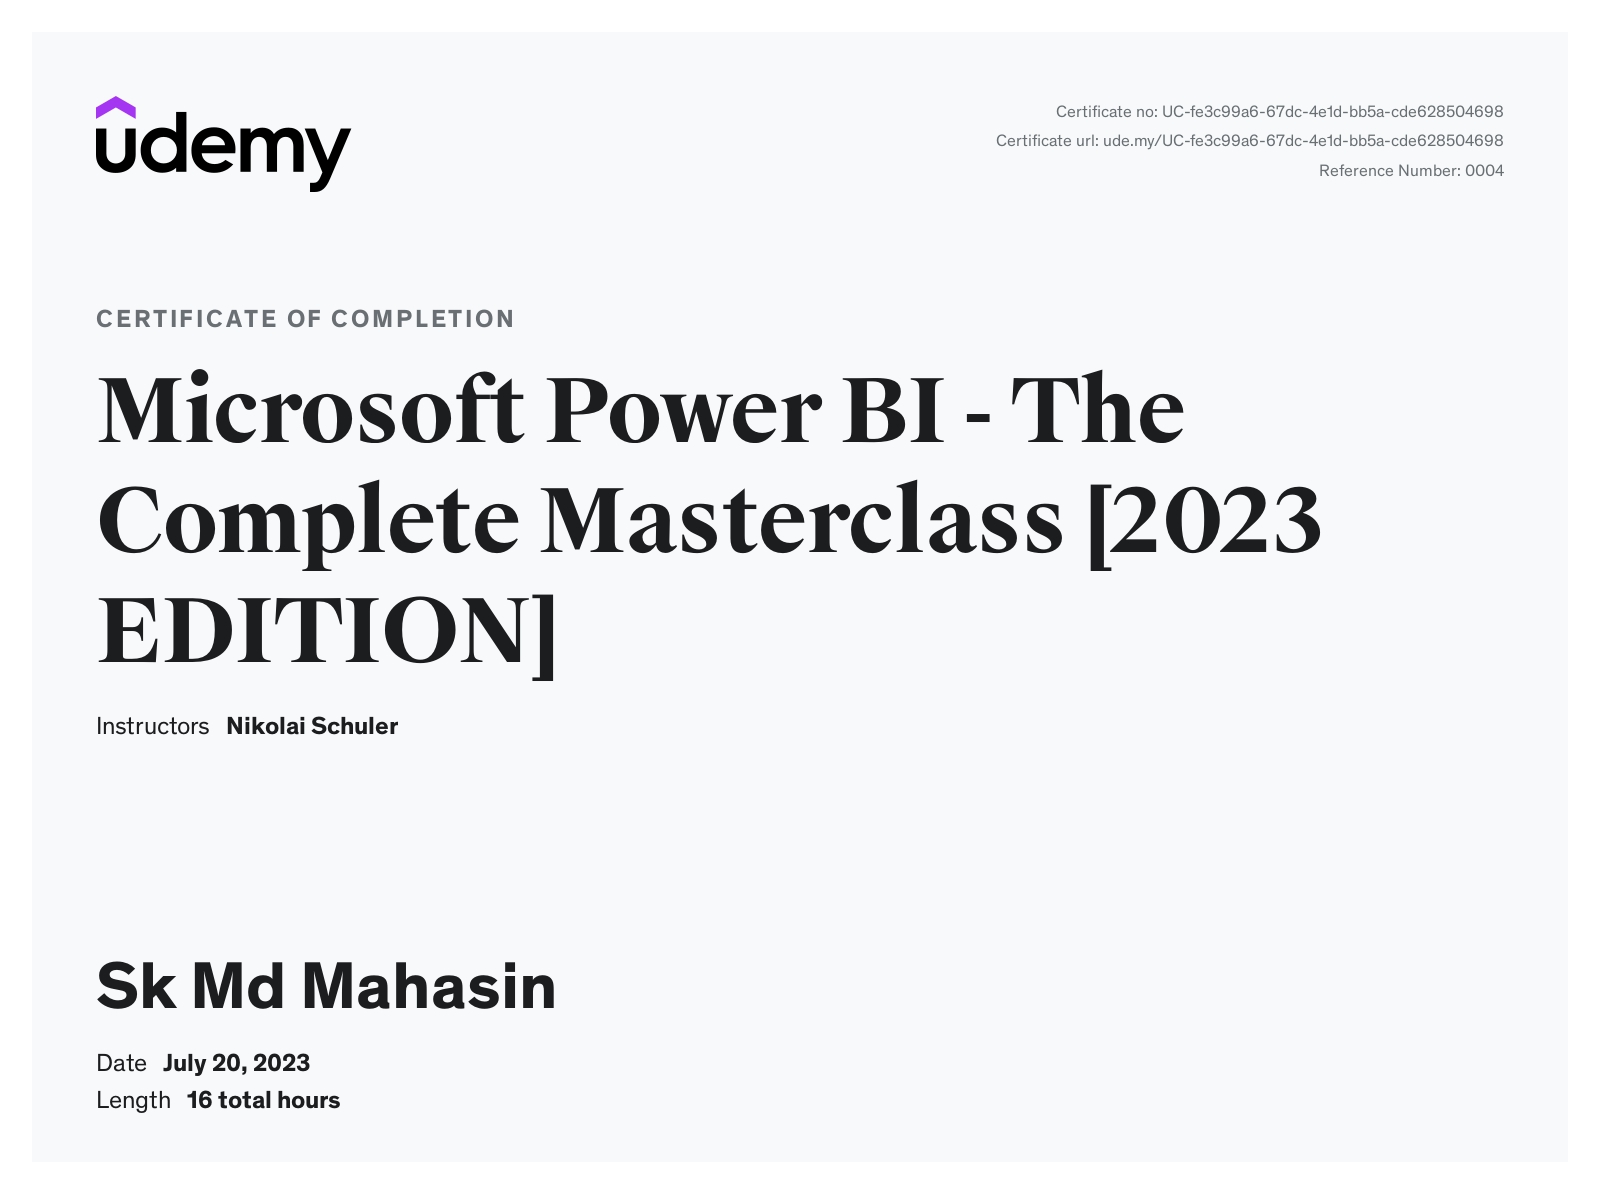 udemy
Certificate no: UC-fe3c99a6-67dc-4e1d-bb5a-cde628504698
Certificate url: ude.my/UC-fe3c99a6-67dc-4e1d-bb5a-cde628504698
Reference Number: 0004
CERTIFICATE OF COMPLETION
Microsoft Power BI - The
Complete Masterclass [2023
EDITION]
Instructors Nikolai Schuler
Sk Md Mahasin
Date July 20, 2023
Length 16 total hours